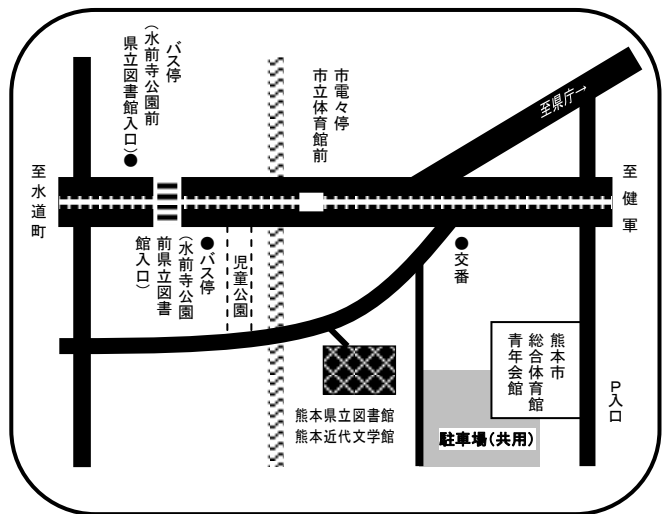 バス停
（水前寺公園前
県立図書館入口）●
市電々停
市立体育館前
至県庁→
至水道町
至健軍
●バス停
（水前寺公園
前県立図書
館入口）
児童公園
●交番
熊本市
総合体育館
青年会館
P入口
熊本県立図書館
熊本近代文学館
駐車場（共用）